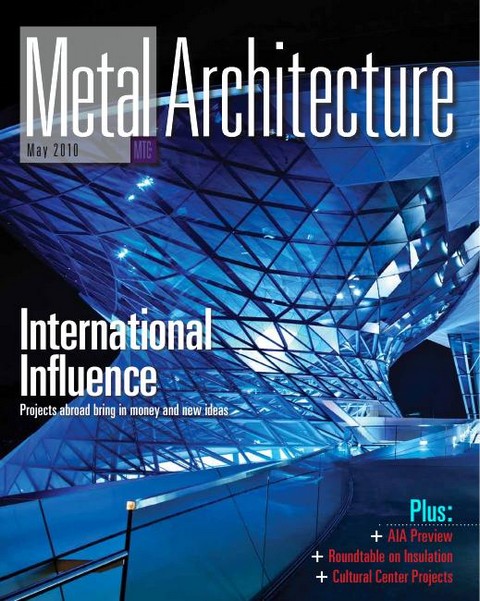 Metal Architecture
May 2010
MTG
International
Influence
Projects abroad bring in money and new ideas
Plus:
+ AIA Preview
+ Roundtable on Insulation
+ Cultural Center Projects